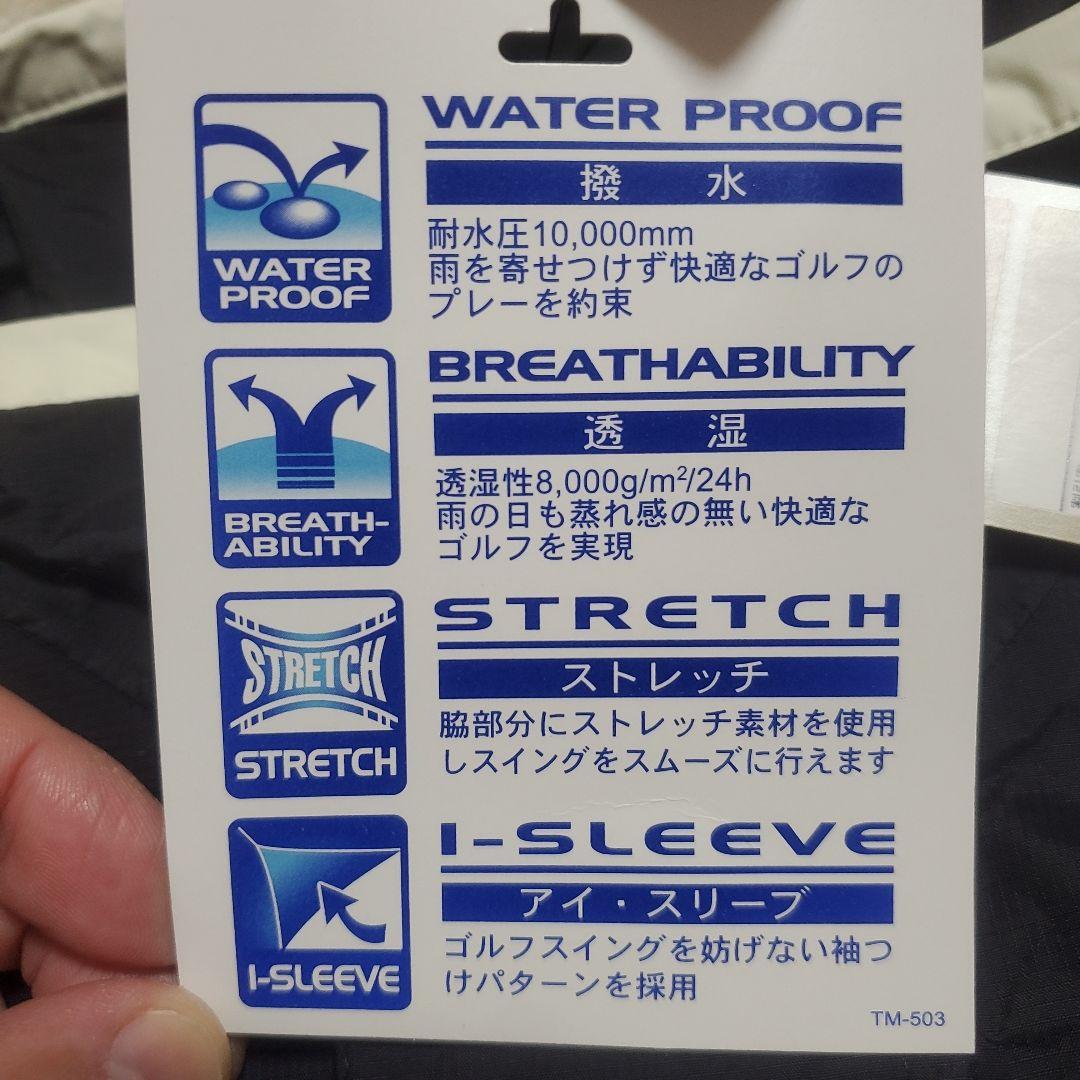 WATER PROOF
WATER
PROOF
撥 水
耐水圧10,000mm
雨を寄せつけず快適なゴルフの
プレーを約束
BREATHABILITY
BREATH-
ABILITY
透 湿
透湿性8,000g/m²/24h
雨の日も蒸れ感の無い快適な
ゴルフを実現
STRETCH
STRETCH
STRETCH
ストレッチ
脇部分にストレッチ素材を使用
しスイングをスムーズに行えます
I-SLEEVE
I-SLEEVE
アイ・スリーブ
ゴルフスイングを妨げない袖つ
けパターンを採用
TM-503